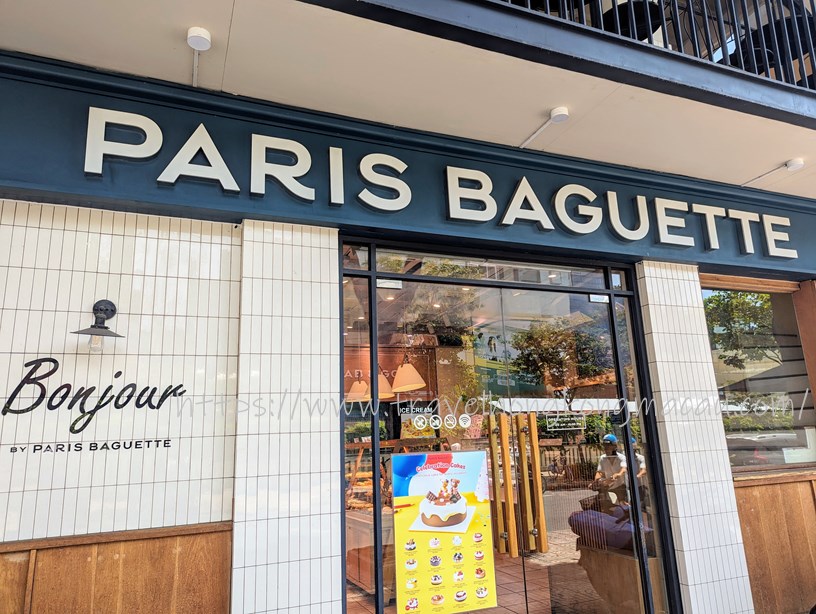 PARIS BAGUETTE
Bonjour
BY PARIS BAGUETTE
ICE CREAM
Celebration Cakes